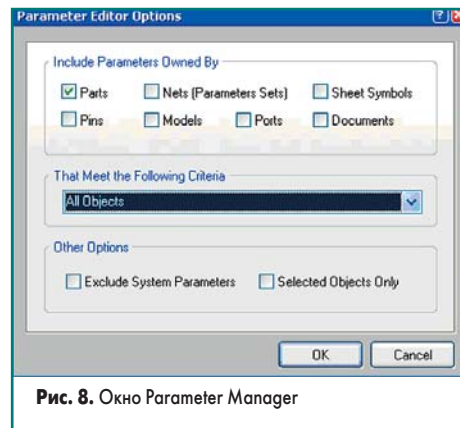 Parameter Editor Options
Include Parameters Owned By
Parts Nets (Parameters Sets) Sheet Symbols
Pins Models Ports Documents
That Meet the Following Criteria
All Objects
Other Options
Exclude System Parameters Selected Objects Only
OK Cancel
Рис. 8. Окно Parameter Manager